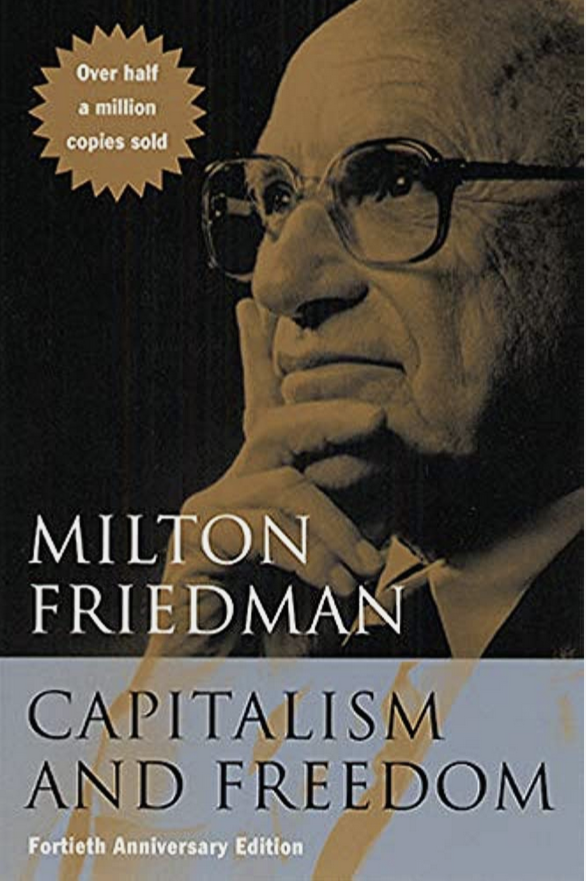 Over half
a million
copies sold
MILTON
FRIEDMAN
CAPITALISM
AND FREEDOM
Fortieth Anniversary Edition